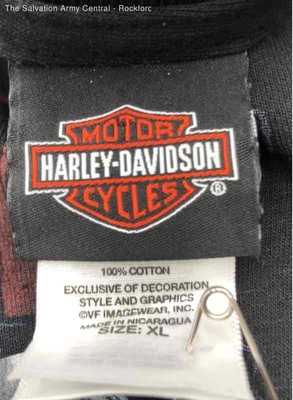 The Salvation Army Central - Rockford
MOTOR
HARLEY-DAVIDSON
®
CYCLES
100% COTTON
EXCLUSIVE OF DECORATION
STYLE AND GRAPHICS
©VF IMAGEWEAR, INC.
MADE IN NICARAGUA
SIZE: XL